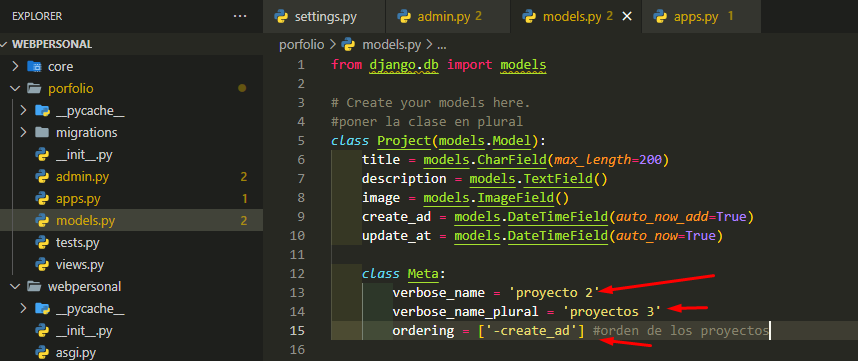 EXPLORER ...
settings.py admin.py 2 models.py 2 apps.py 1
WEBPERSONAL
core
porfolio
__pycache__
migrations
__init__.py
admin.py 2
apps.py 1
models.py 2
tests.py
views.py
webpersonal
__pycache__
__init__.py
asgi.py
porfolio > models.py > ...
1 from django.db import models
2
3 # Create your models here.
4 #poner la clase en plural
5 class Project(models.Model):
6 title = models.CharField(max_length=200)
7 description = models.TextField()
8 image = models.ImageField()
9 create_ad = models.DateTimeField(auto_now_add=True)
10 update_at = models.DateTimeField(auto_now=True)
11
12 class Meta:
13 verbose_name = 'proyecto 2'
14 verbose_name_plural = 'proyectos 3'
15 ordering = ['-create_ad'] #orden de los proyectos
16